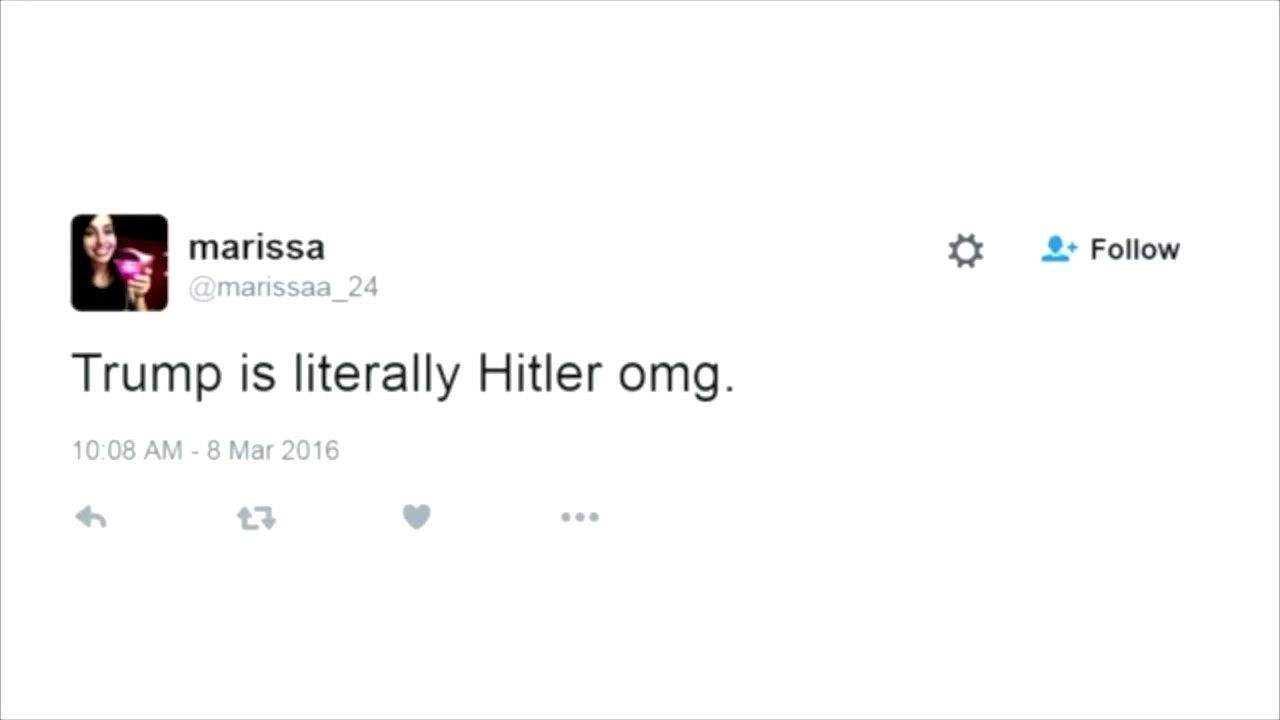 marissa
Follow
@marissaa_24
Trump is literally Hitler omg.
10:08 AM - 8 Mar 2016